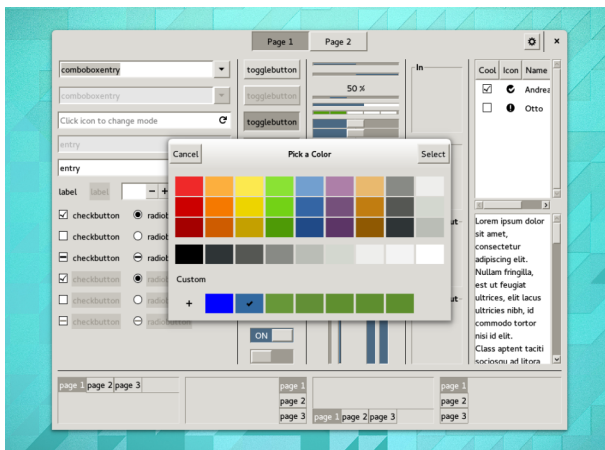 Page 1 Page 2
comboboxentry
comboboxentry
Click icon to change mode
entry
entry
label label
checkbutton
checkbutton
checkbutton
checkbutton
checkbutton
checkbutton
togglebutton
togglebutton
togglebutton
50 %
In
Cool Icon Name
Andrea
Otto
Cancel Pick a Color Select
Custom
ON
Lorem ipsum dolor
sit amet,
consectetur
adipiscing elit.
Nullam fringilla,
est ut feugiat
ultrices, elit lacus
ultricies nibh, id
commodo tortor
nisi id elit.
Class aptent taciti
sociosqu ad litora
page 1 page 2 page 3
page 1
page 2
page 3
page 1 page 2 page 3
page 1
page 2
page 3